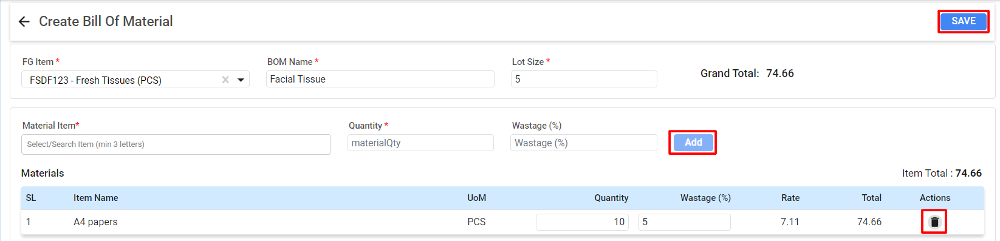 Create Bill Of Material
SAVE
FG Item *
BOM Name *
Lot Size *
FSDF123 - Fresh Tissues (PCS)
Facial Tissue
5
Grand Total: 74.66
Material Item*
Quantity *
Wastage (%)
Select/Search Item (min 3 letters)
materialQty
Wastage (%)
Add
Materials
Item Total : 74.66
SL Item Name UoM Quantity Wastage (%) Rate Total Actions
1 A4 papers PCS 10 5 7.11 74.66